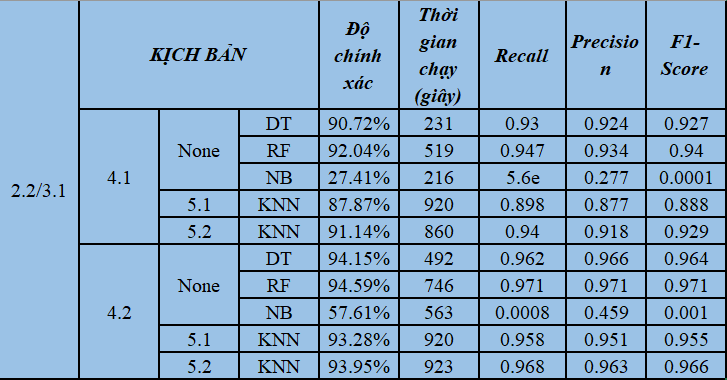 KỊCH BẢN Độ chính xác Thời gian chạy (giây) Recall Precisio n F1- Score
2.2/3.1 4.1 None DT 90.72% 231 0.93 0.924 0.927
RF 92.04% 519 0.947 0.934 0.94
NB 27.41% 216 5.6e 0.277 0.0001
5.1 KNN 87.87% 920 0.898 0.877 0.888
5.2 KNN 91.14% 860 0.94 0.918 0.929
4.2 None DT 94.15% 492 0.962 0.966 0.964
RF 94.59% 746 0.971 0.971 0.971
NB 57.61% 563 0.0008 0.459 0.001
5.1 KNN 93.28% 920 0.958 0.951 0.955
5.2 KNN 93.95% 923 0.968 0.963 0.966